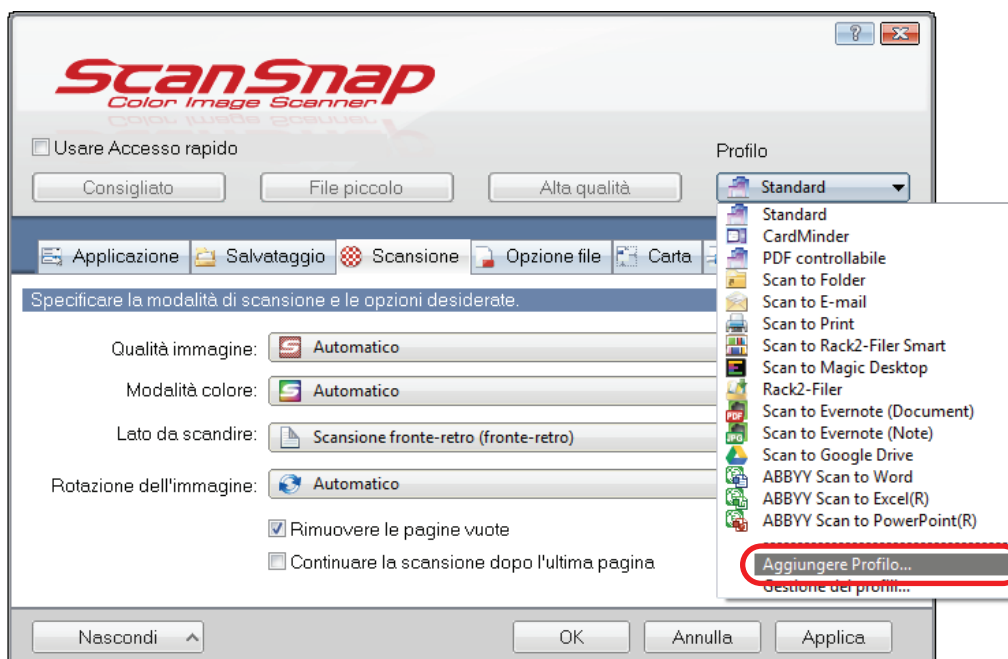 ScanSnap
Color Image Scanner
Usare Accesso rapido
Profilo
Consigliato
File piccolo
Alta qualità
Standard
Standard
CardMinder
PDF controllabile
Scan to Folder
Scan to E-mail
Scan to Print
Scan to Rack2-Filer Smart
Scan to Magic Desktop
Rack2-Filer
Scan to Evernote (Document)
Scan to Evernote (Note)
Scan to Google Drive
ABBYY Scan to Word
ABBYY Scan to Excel(R)
ABBYY Scan to PowerPoint(R)
Aggiungere Profilo...
Gestione dei profili...
Applicazione
Salvataggio
Scansione
Opzione file
Carta
Specificare la modalità di scansione e le opzioni desiderate.
Qualità immagine:
Automatico
Modalità colore:
Automatico
Lato da scandire:
Scansione fronte-retro (fronte-retro)
Rotazione dell'immagine:
Automatico
Rimuovere le pagine vuote
Continuare la scansione dopo l'ultima pagina
Nascondi
OK
Annulla
Applica